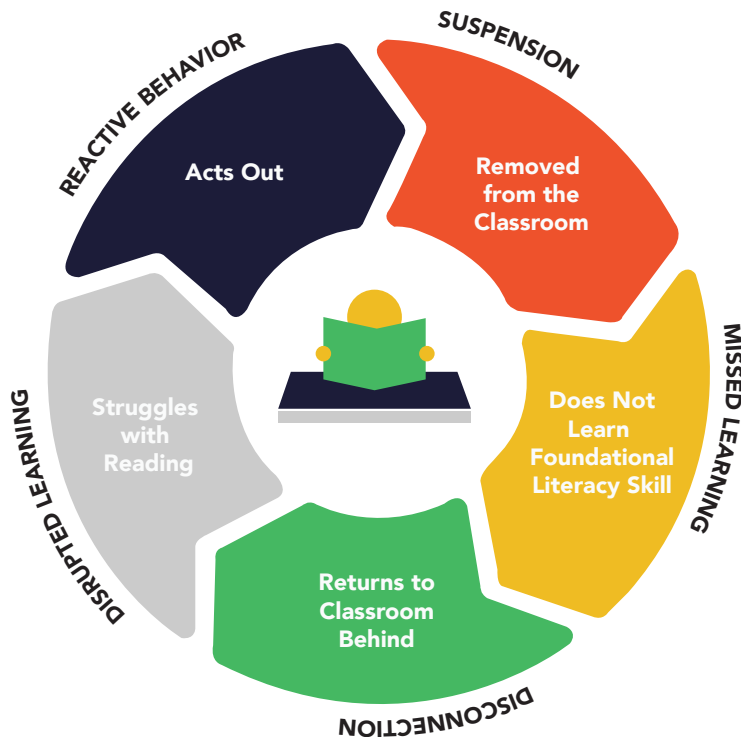 REACTIVE BEHAVIOR
Acts Out
SUSPENSION
Removed
from the
Classroom
MISSED LEARNING
Does Not
Learn
Foundational
Literacy Skill
DISCONNECTION
Returns to
Classroom
Behind
DISRUPTED LEARNING
Struggles
with
Reading